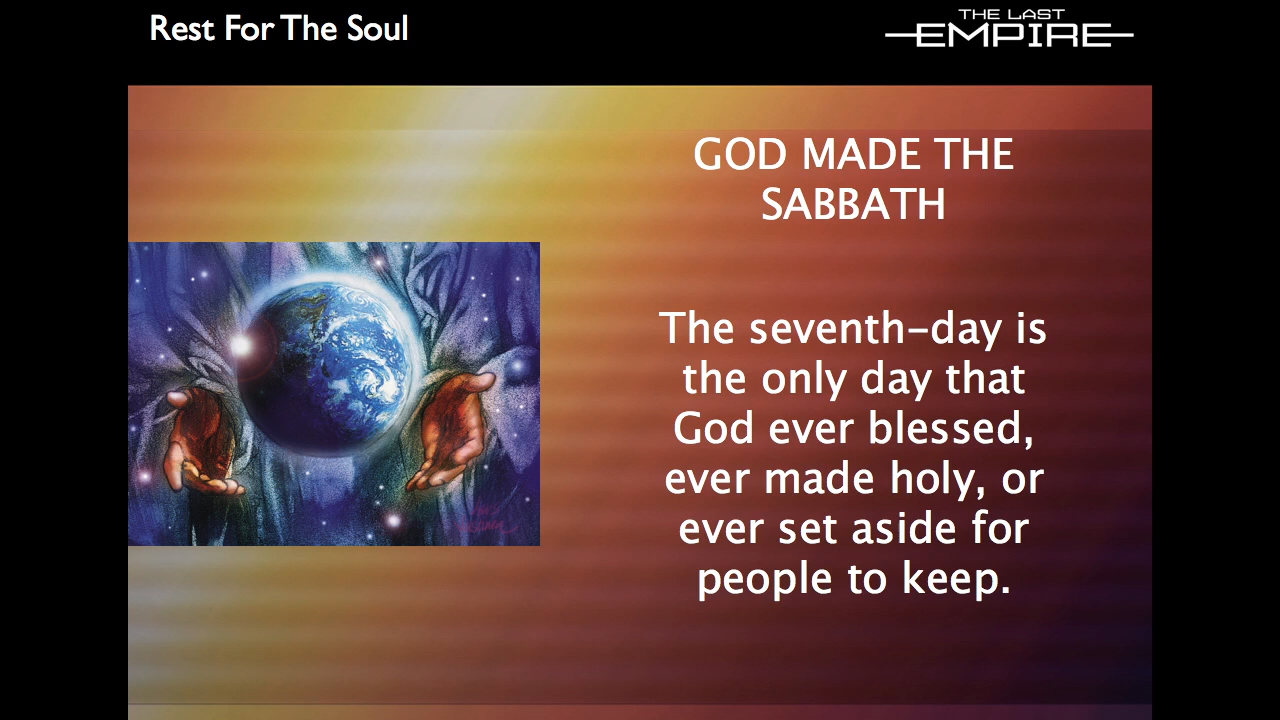 Rest For The Soul
THE LAST
EMPIRE
GOD MADE THE
SABBATH
The seventh-day is
the only day that
God ever blessed,
ever made holy, or
ever set aside for
people to keep.